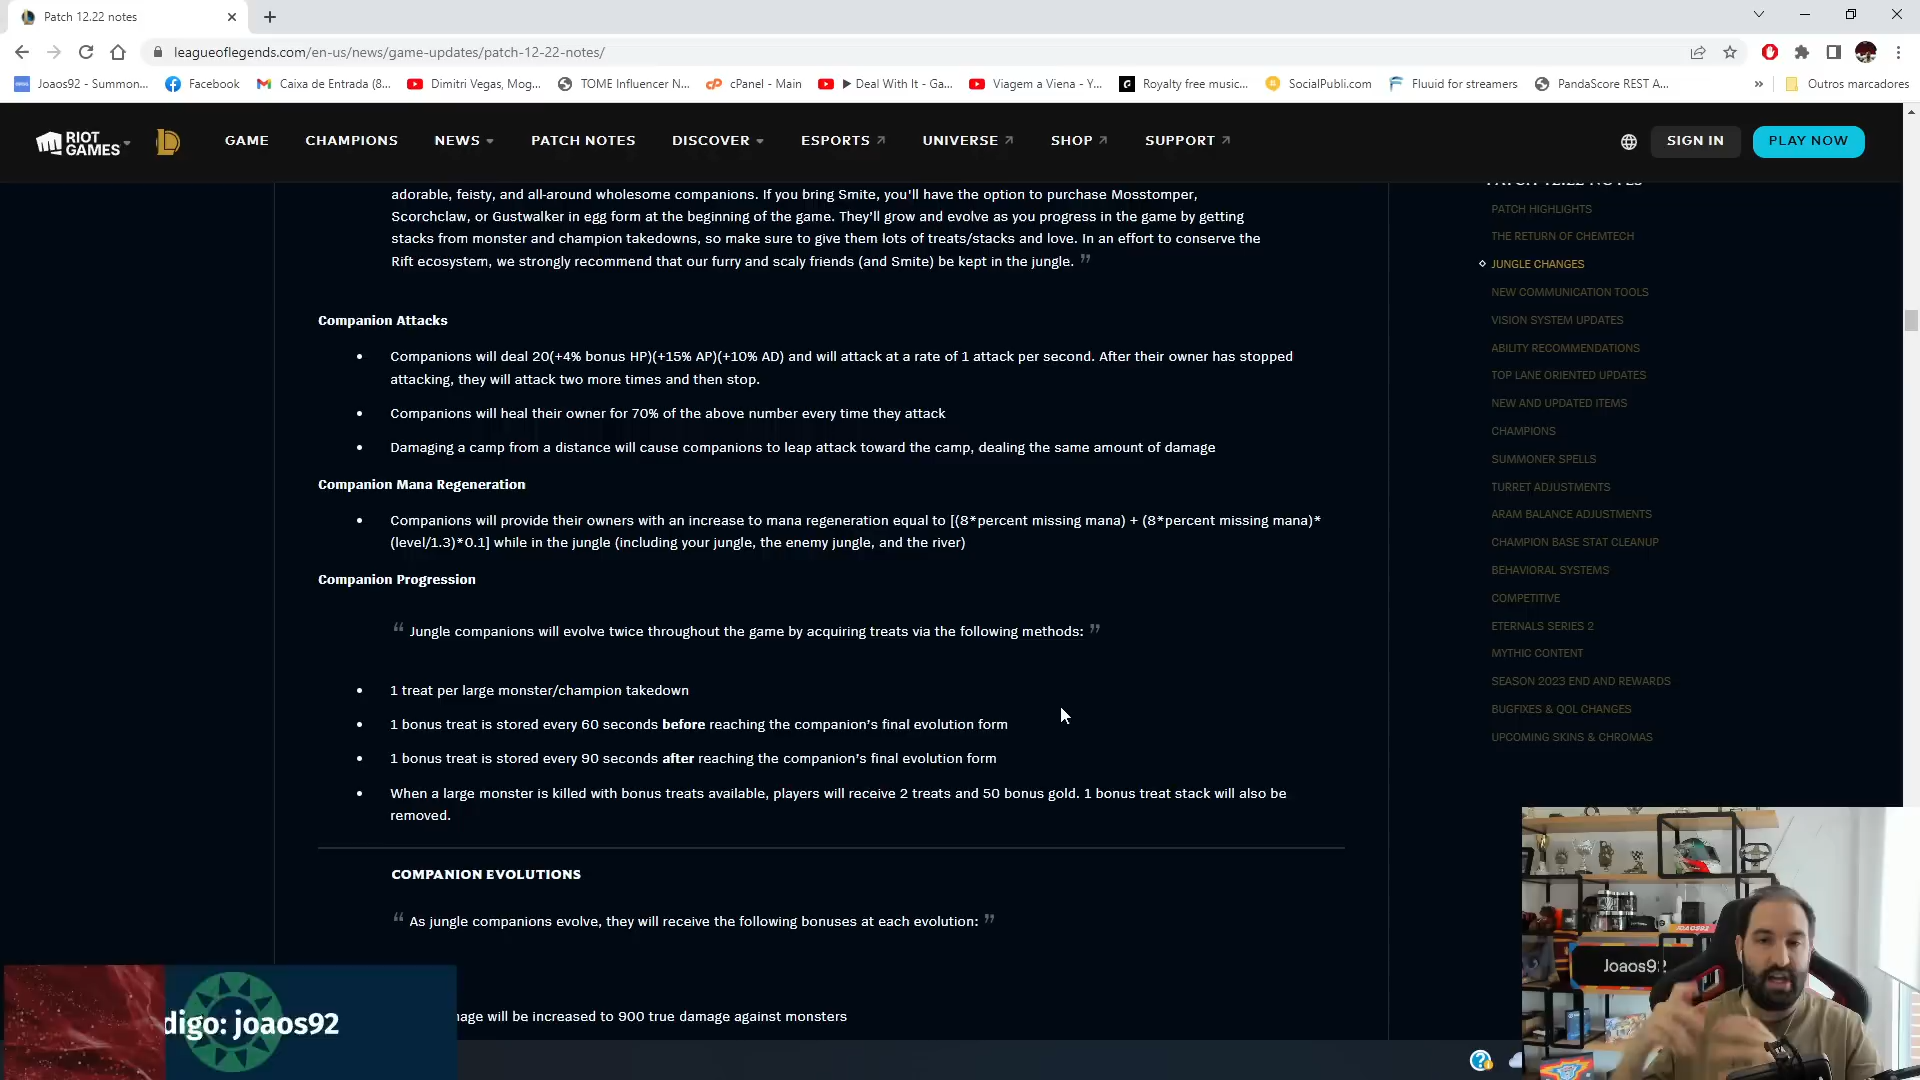 Patch 12.22 notes
leagueoflegends.com/en-us/news/game-updates/patch-12-22-notes/
Joaos92 - Summon...
Facebook
Caixa de Entrada (8...
Dimitri Vegas, Mog...
TOME Influencer N...
cPanel - Main
▶ Deal With It - Ga...
Viagem a Viena - Y...
Royalty free music...
SocialPubli.com
Fluuid for streamers
PandaScore REST A...
»
Outros marcadores
RIOT GAMES
GAME
CHAMPIONS
NEWS
PATCH NOTES
DISCOVER
ESPORTS
UNIVERSE
SHOP
SUPPORT
SIGN IN
PLAY NOW
adorable, feisty, and all-around wholesome companions. If you bring Smite, you’ll have the option to purchase Mosstomper,
Scorchclaw, or Gustwalker in egg form at the beginning of the game. They’ll grow and evolve as you progress in the game by getting
stacks from monster and champion takedowns, so make sure to give them lots of treats/stacks and love. In an effort to conserve the
Rift ecosystem, we strongly recommend that our furry and scaly friends (and Smite) be kept in the jungle. ”
Companion Attacks
• Companions will deal 20(+4% bonus HP)(+15% AP)(+10% AD) and will attack at a rate of 1 attack per second. After their owner has stopped
attacking, they will attack two more times and then stop.
• Companions will heal their owner for 70% of the above number every time they attack
• Damaging a camp from a distance will cause companions to leap attack toward the camp, dealing the same amount of damage
Companion Mana Regeneration
• Companions will provide their owners with an increase to mana regeneration equal to [(8*percent missing mana) + (8*percent missing mana)*
(level/1.3)*0.1] while in the jungle (including your jungle, the enemy jungle, and the river)
Companion Progression
“ Jungle companions will evolve twice throughout the game by acquiring treats via the following methods: ”
• 1 treat per large monster/champion takedown
• 1 bonus treat is stored every 60 seconds before reaching the companion’s final evolution form
• 1 bonus treat is stored every 90 seconds after reaching the companion’s final evolution form
• When a large monster is killed with bonus treats available, players will receive 2 treats and 50 bonus gold. 1 bonus treat stack will also be
removed.
COMPANION EVOLUTIONS
“ As jungle companions evolve, they will receive the following bonuses at each evolution: ”
mage will be increased to 900 true damage against monsters
PATCH 12.22 NOTES
PATCH HIGHLIGHTS
THE RETURN OF CHEMTECH
JUNGLE CHANGES
NEW COMMUNICATION TOOLS
VISION SYSTEM UPDATES
ABILITY RECOMMENDATIONS
TOP LANE ORIENTED UPDATES
NEW AND UPDATED ITEMS
CHAMPIONS
SUMMONER SPELLS
TURRET ADJUSTMENTS
ARAM BALANCE ADJUSTMENTS
CHAMPION BASE STAT CLEANUP
BEHAVIORAL SYSTEMS
COMPETITIVE
ETERNALS SERIES 2
MYTHIC CONTENT
SEASON 2023 END AND REWARDS
BUGFIXES & QOL CHANGES
UPCOMING SKINS & CHROMAS
digo: joaos92
JOAOS92
Joaos92